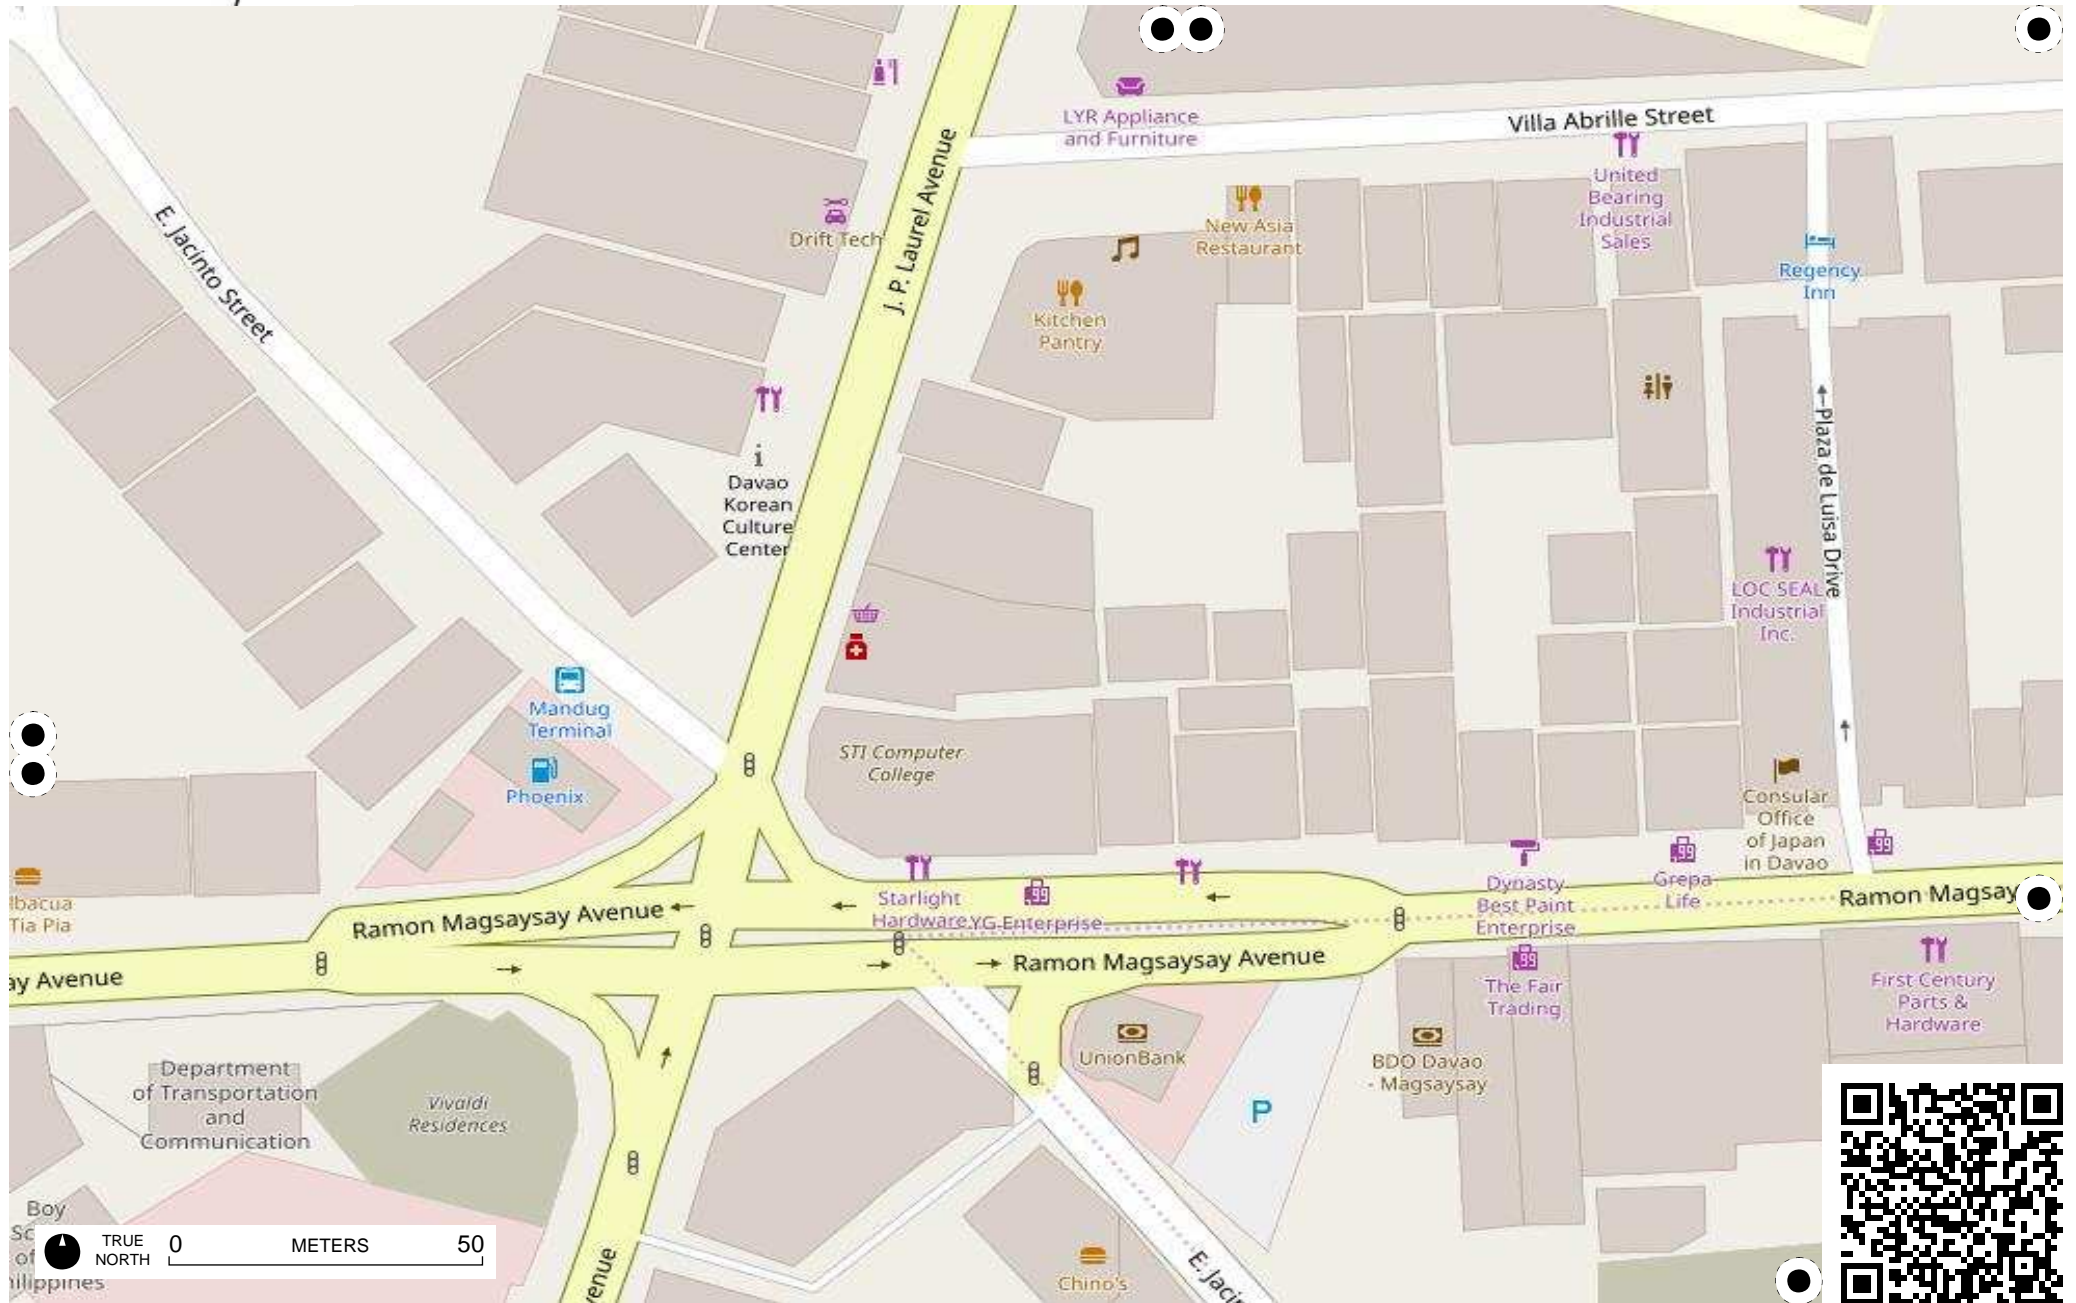 LYR Appliance
and Furniture
Villa Abrille Street
J. P. Laurel Avenue
E. Jacinto Street
Drift Tech
New Asia
Restaurant
United
Bearing
Industrial
Sales
Regency
Inn
Kitchen
Pantry
Plaza de Luisa Drive
Davao
Korean
Culture
Center
LOC SEAL
Industrial
Inc.
Mandug
Terminal
Phoenix
STI Computer
College
Consular
Office
of Japan
in Davao
Starlight
Hardware
YG Enterprise
Dynasty
Best Paint
Enterprise
Grepa
Life
Ramon Magsay
Ramon Magsaysay Avenue
lbacua
Tia Pia
ay Avenue
Ramon Magsaysay Avenue
The Fair
Trading
First Century
Parts &
Hardware
UnionBank
BDO Davao
- Magsaysay
Department
of Transportation
and
Communication
Vivaldi
Residences
P
Boy
Sc
of
ilippines
TRUE
NORTH
0 METERS 50
venue
Chino's
E. Jacin